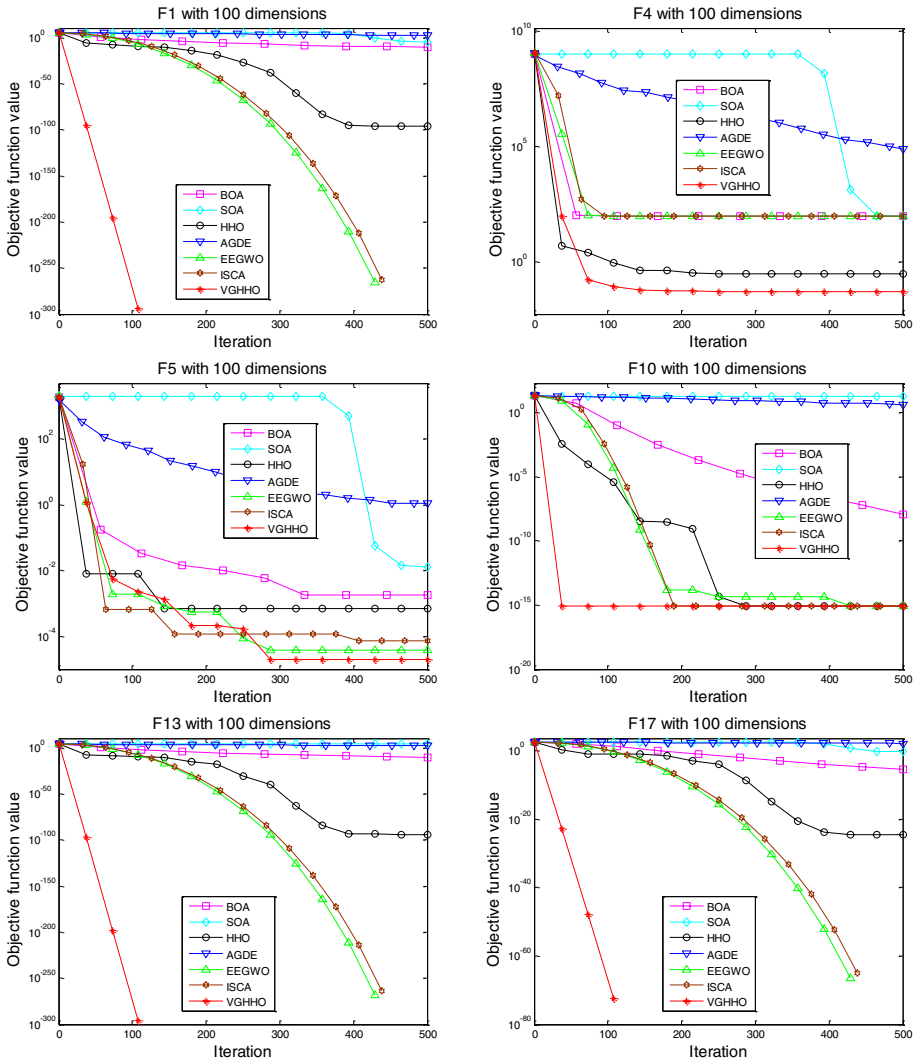 F1 with 100 dimensions
Objective function value
10^0
10^-50
10^-100
10^-150
10^-200
10^-250
10^-300
0 100 200 300 400 500
Iteration
BOA
SOA
HHO
AGDE
EEGWO
ISCA
VGHHO
F4 with 100 dimensions
Objective function value
10^10
10^5
10^0
0 100 200 300 400 500
Iteration
BOA
SOA
HHO
AGDE
EEGWO
ISCA
VGHHO
F5 with 100 dimensions
Objective function value
10^2
10^0
10^-2
10^-4
0 100 200 300 400 500
Iteration
BOA
SOA
HHO
AGDE
EEGWO
ISCA
VGHHO
F10 with 100 dimensions
Objective function value
10^0
10^-5
10^-10
10^-15
10^-20
0 100 200 300 400 500
Iteration
BOA
SOA
HHO
AGDE
EEGWO
ISCA
VGHHO
F13 with 100 dimensions
Objective function value
10^0
10^-50
10^-100
10^-150
10^-200
10^-250
10^-300
0 100 200 300 400 500
Iteration
BOA
SOA
HHO
AGDE
EEGWO
ISCA
VGHHO
F17 with 100 dimensions
Objective function value
10^0
10^-20
10^-40
10^-60
10^-80
0 100 200 300 400 500
Iteration
BOA
SOA
HHO
AGDE
EEGWO
ISCA
VGHHO